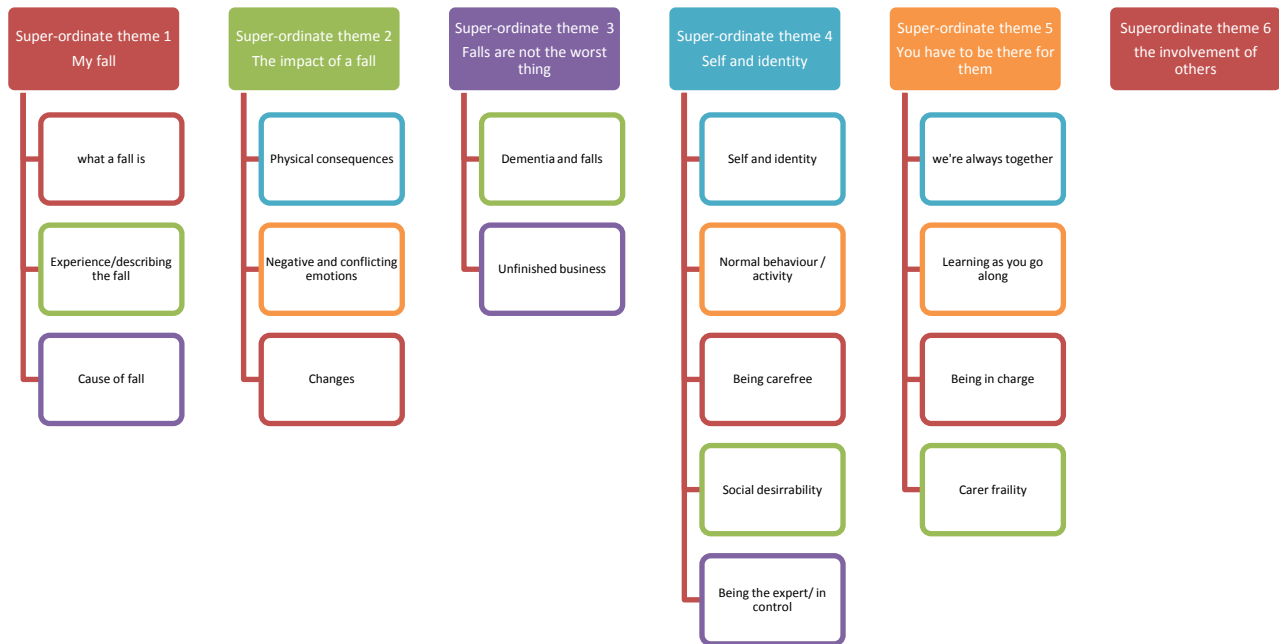 Super-ordinate theme 1
My fall
what a fall is
Experience/describing
the fall
Cause of fall
Super-ordinate theme 2
The impact of a fall
Physical consequences
Negative and conflicting
emotions
Changes
Super-ordinate theme 3
Falls are not the worst
thing
Dementia and falls
Unfinished business
Super-ordinate theme 4
Self and identity
Self and identity
Normal behaviour /
activity
Being carefree
Social desirrability
Being the expert/ in
control
Super-ordinate theme 5
You have to be there for
them
we're always together
Learning as you go
along
Being in charge
Carer fraility
Superordinate theme 6
the involvement of
others